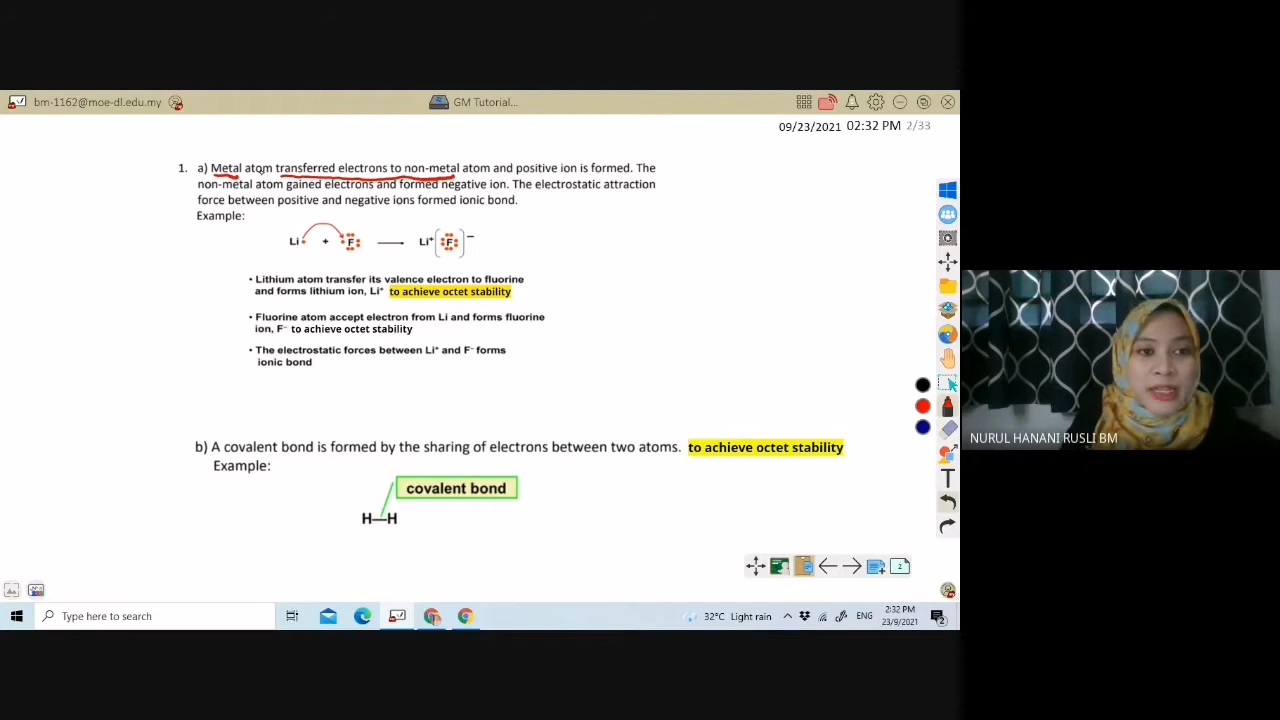 bm-1162@moe-dl.edu.my
GM Tutorial...
09/23/2021 02:32 PM 2/33
1. a) Metal atom transferred electrons to non-metal atom and positive ion is formed. The
non-metal atom gained electrons and formed negative ion. The electrostatic attraction
force between positive and negative ions formed ionic bond.
Example:
Li + F → Li⁺ [F]⁻
• Lithium atom transfer its valence electron to fluorine
and forms lithium ion, Li⁺ to achieve octet stability
• Fluorine atom accept electron from Li and forms fluorine
ion, F⁻ to achieve octet stability
• The electrostatic forces between Li⁺ and F⁻ forms
ionic bond
b) A covalent bond is formed by the sharing of electrons between two atoms. to achieve octet stability
Example:
covalent bond
H—H
NURUL HANANI RUSLI BM
T
2
Type here to search
32°C Light rain
ENG
2:32 PM
23/9/2021
2